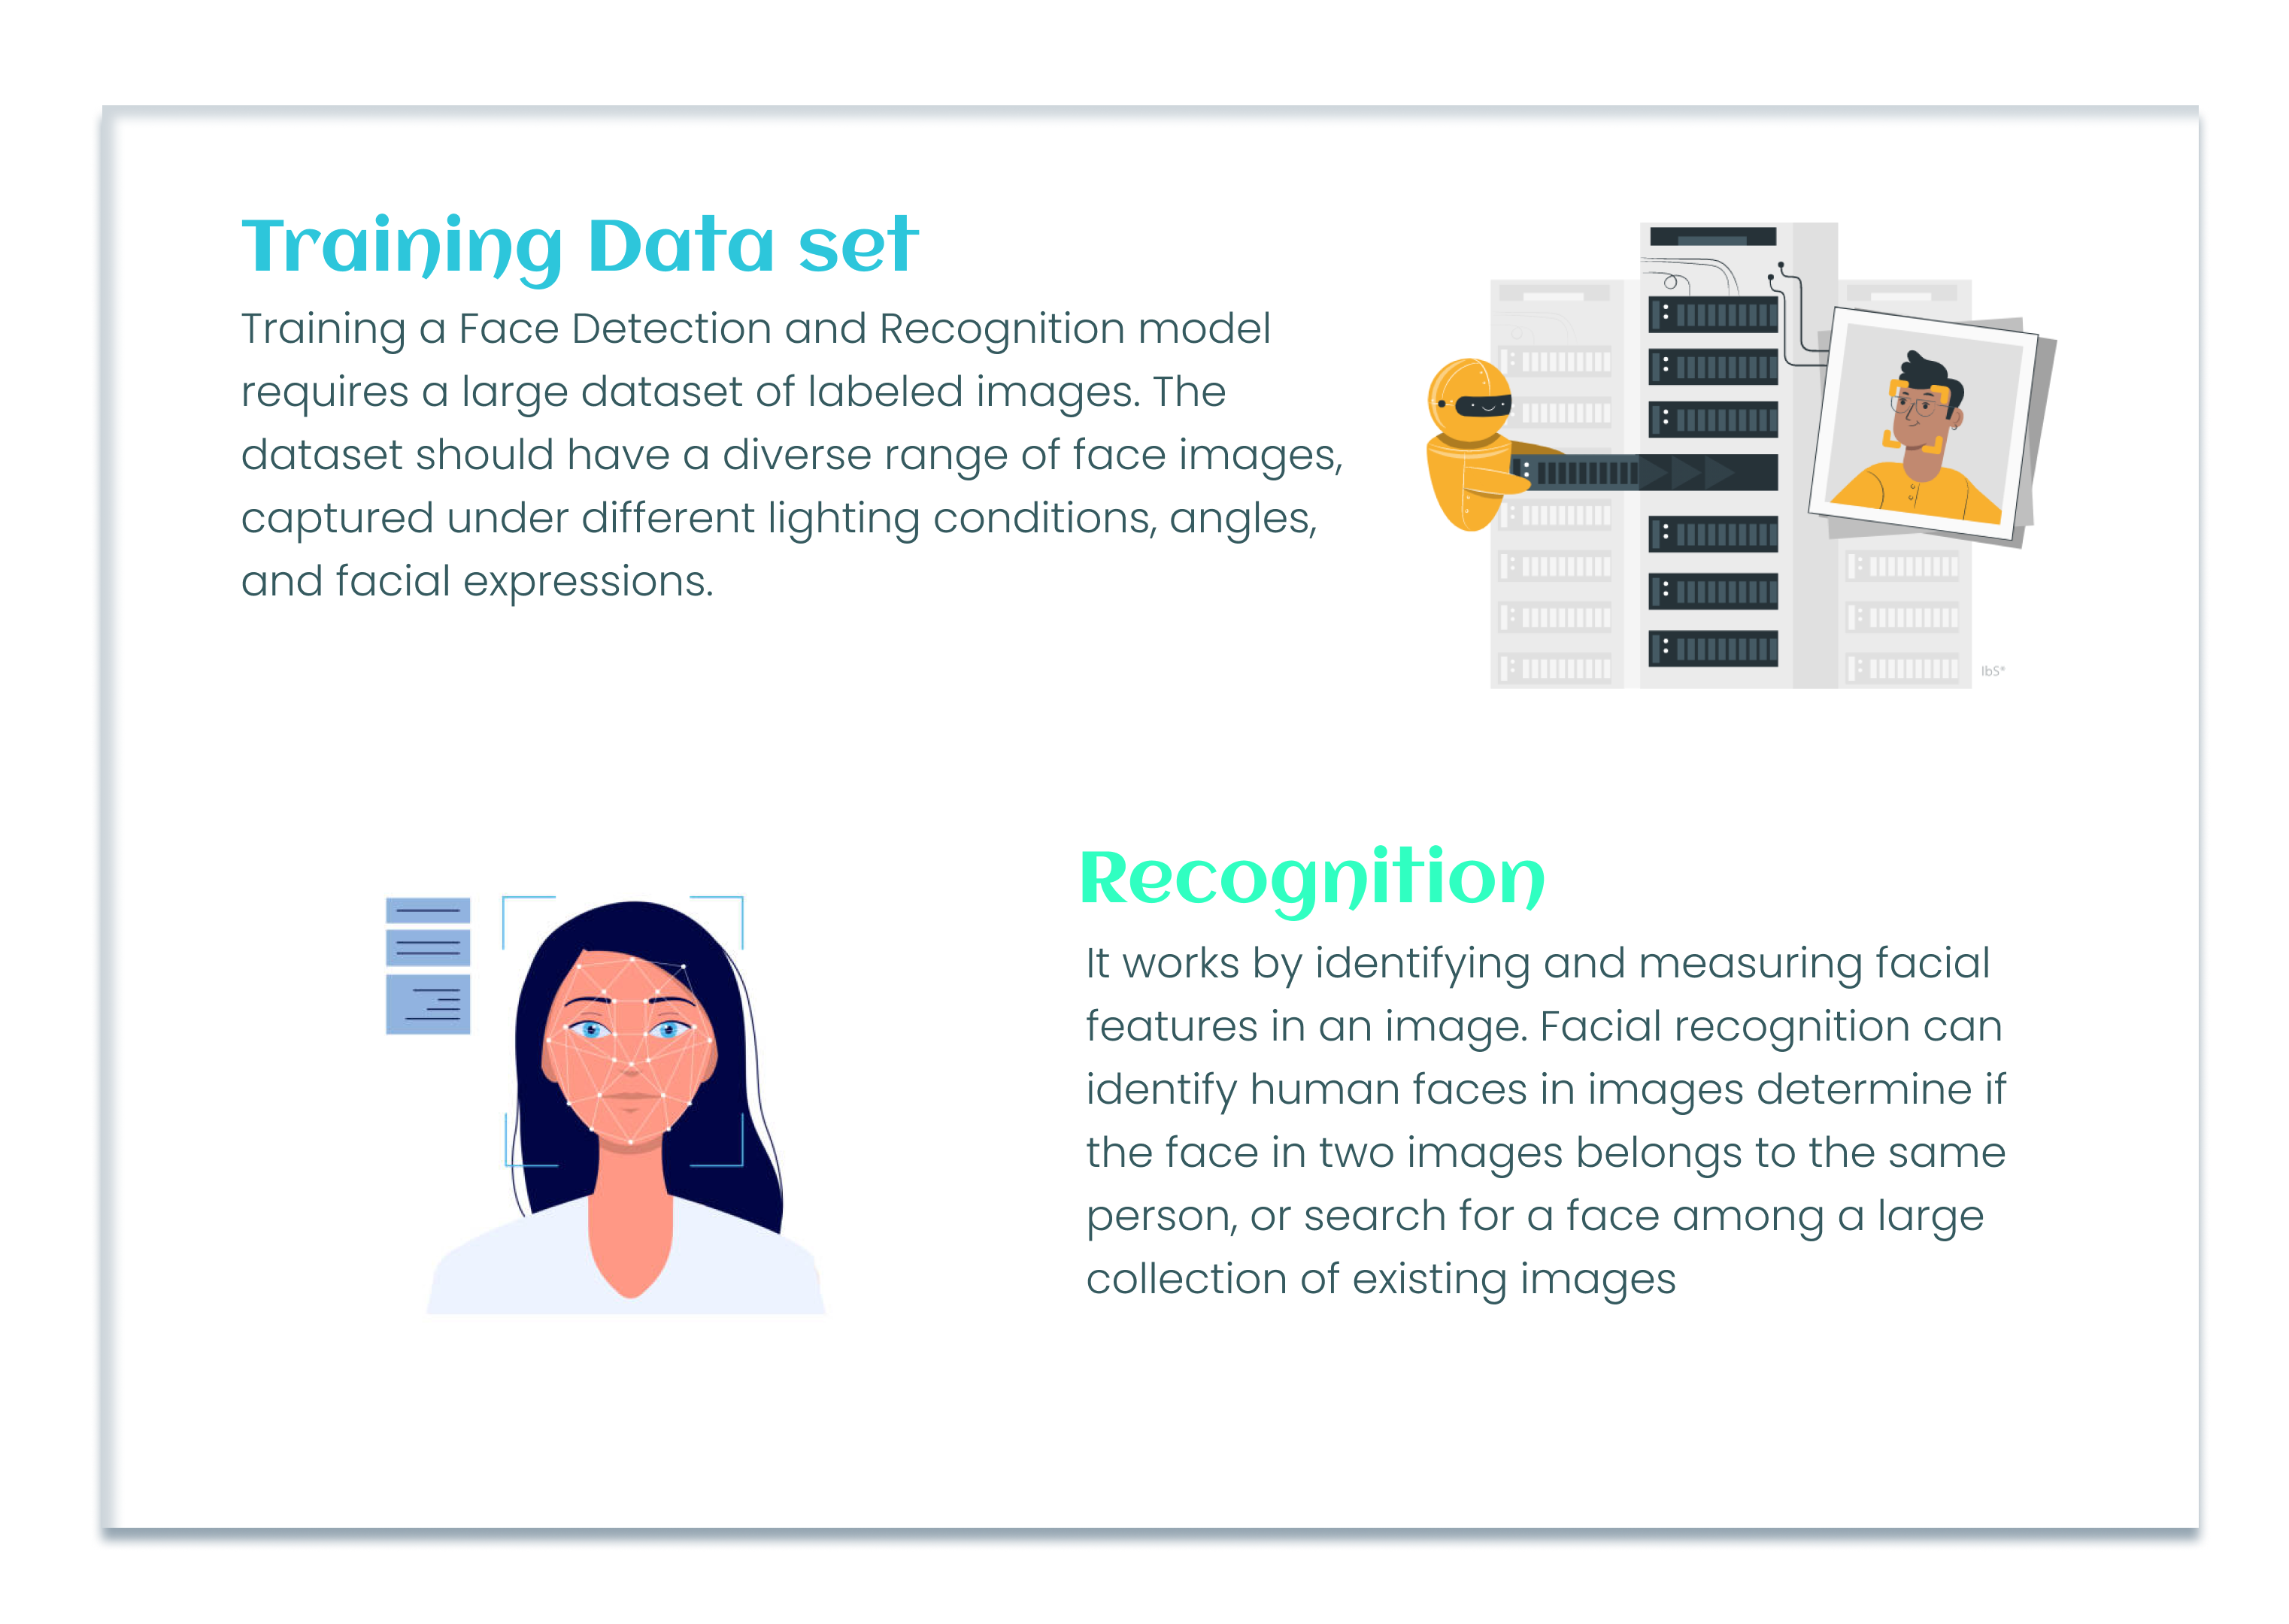 Training Data set
Training a Face Detection and Recognition model
requires a large dataset of labeled images. The
dataset should have a diverse range of face images,
captured under different lighting conditions, angles,
and facial expressions.
IbS*
Recognition
It works by identifying and measuring facial
features in an image. Facial recognition can
identify human faces in images determine if
the face in two images belongs to the same
person, or search for a face among a large
collection of existing images